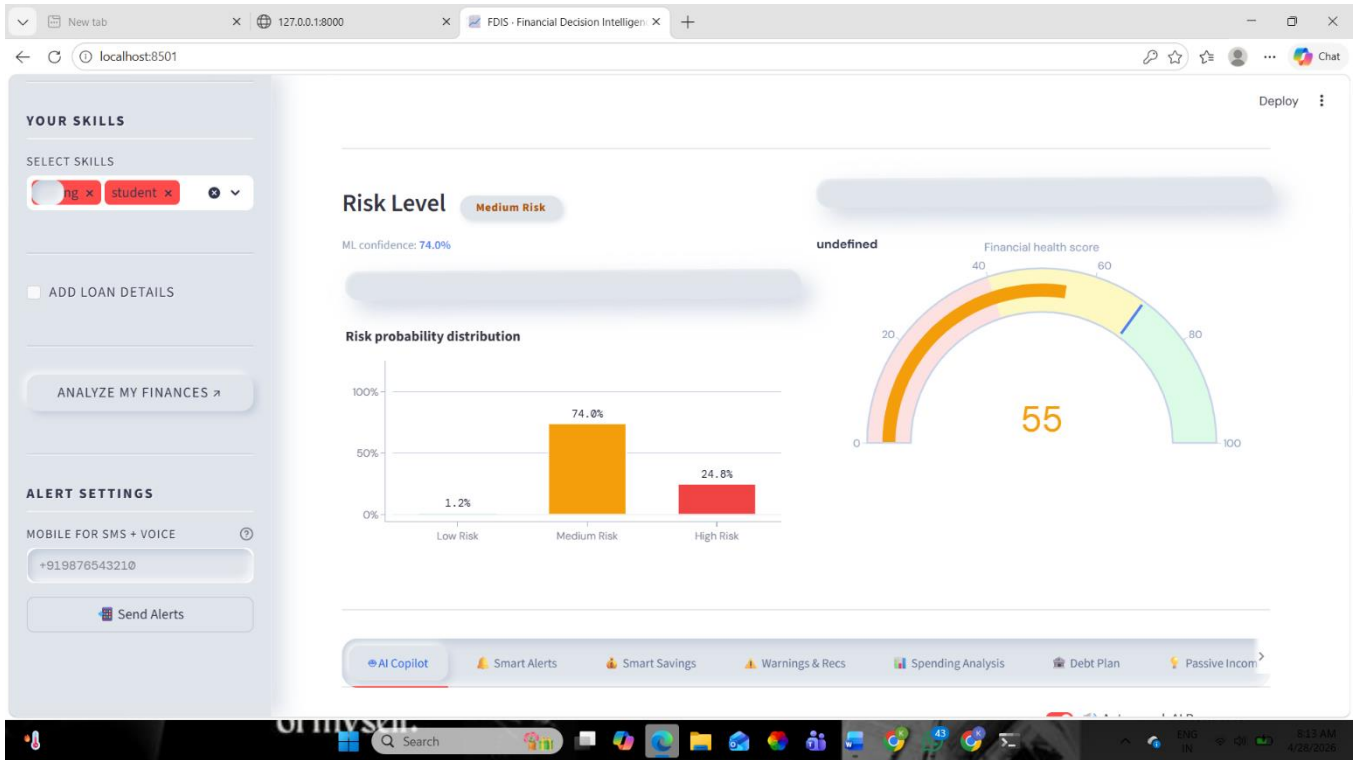 New tab
127.0.0.1:8000
FDIS · Financial Decision Intelligen
localhost:8501
Chat
Deploy
YOUR SKILLS
SELECT SKILLS
ng × student ×
ADD LOAN DETAILS
ANALYZE MY FINANCES ↗
ALERT SETTINGS
MOBILE FOR SMS + VOICE
+919876543210
Send Alerts
Risk Level Medium Risk
ML confidence: 74.0%
Risk probability distribution
100%
50%
0%
1.2%
74.0%
24.8%
Low Risk Medium Risk High Risk
undefined
Financial health score
0 20 40 60 80 100
55
AI Copilot Smart Alerts Smart Savings Warnings & Recs Spending Analysis Debt Plan Passive Incom
of myself.
Search
43
ENG
IN
8:13 AM
4/28/2026